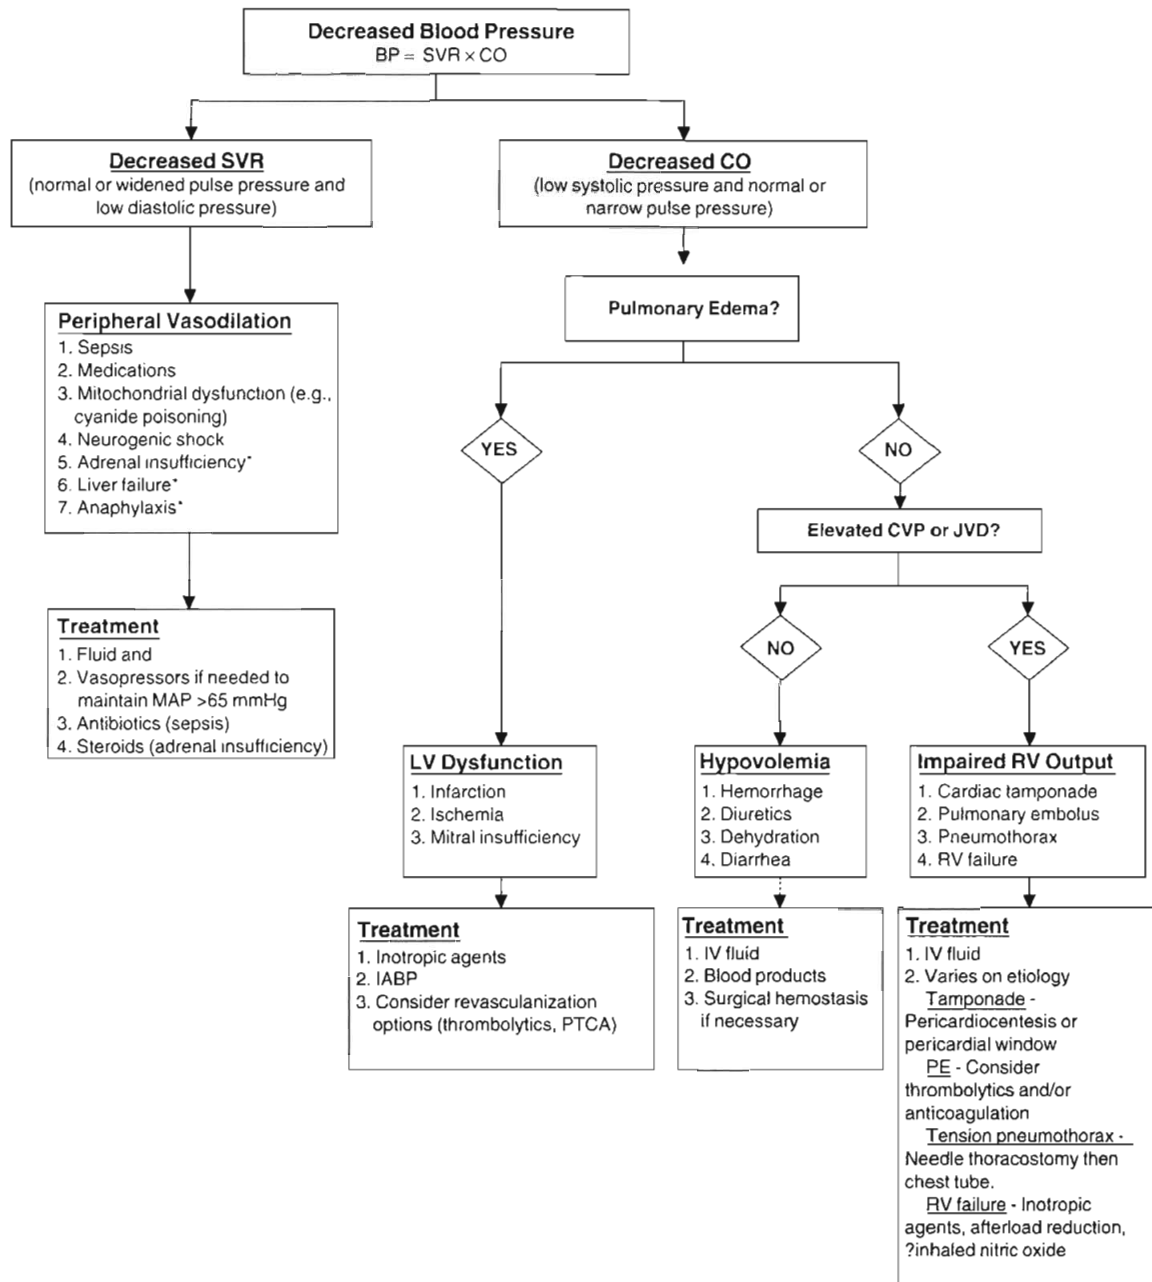 Decreased Blood Pressure
BP = SVR × CO
Decreased SVR
(normal or widened pulse pressure and
low diastolic pressure)
Decreased CO
(low systolic pressure and normal or
narrow pulse pressure)
Peripheral Vasodilation
1. Sepsis
2. Medications
3. Mitochondrial dysfunction (e.g.,
cyanide poisoning)
4. Neurogenic shock
5. Adrenal insufficiency*
6. Liver failure*
7. Anaphylaxis*
Treatment
1. Fluid and
2. Vasopressors if needed to
maintain MAP >65 mmHg
3. Antibiotics (sepsis)
4. Steroids (adrenal insufficiency)
Pulmonary Edema?
YES
NO
Elevated CVP or JVD?
NO
YES
LV Dysfunction
1. Infarction
2. Ischemia
3. Mitral insufficiency
Treatment
1. Inotropic agents
2. IABP
3. Consider revascularization
options (thrombolytics, PTCA)
Hypovolemia
1. Hemorrhage
2. Diuretics
3. Dehydration
4. Diarrhea
Treatment
1. IV fluid
2. Blood products
3. Surgical hemostasis
if necessary
Impaired RV Output
1. Cardiac tamponade
2. Pulmonary embolus
3. Pneumothorax
4. RV failure
Treatment
1. IV fluid
2. Varies on etiology
Tamponade -
Pericardiocentesis or
pericardial window
PE - Consider
thrombolytics and/or
anticoagulation
Tension pneumothorax -
Needle thoracostomy then
chest tube.
RV failure - Inotropic
agents, afterload reduction,
?inhaled nitric oxide